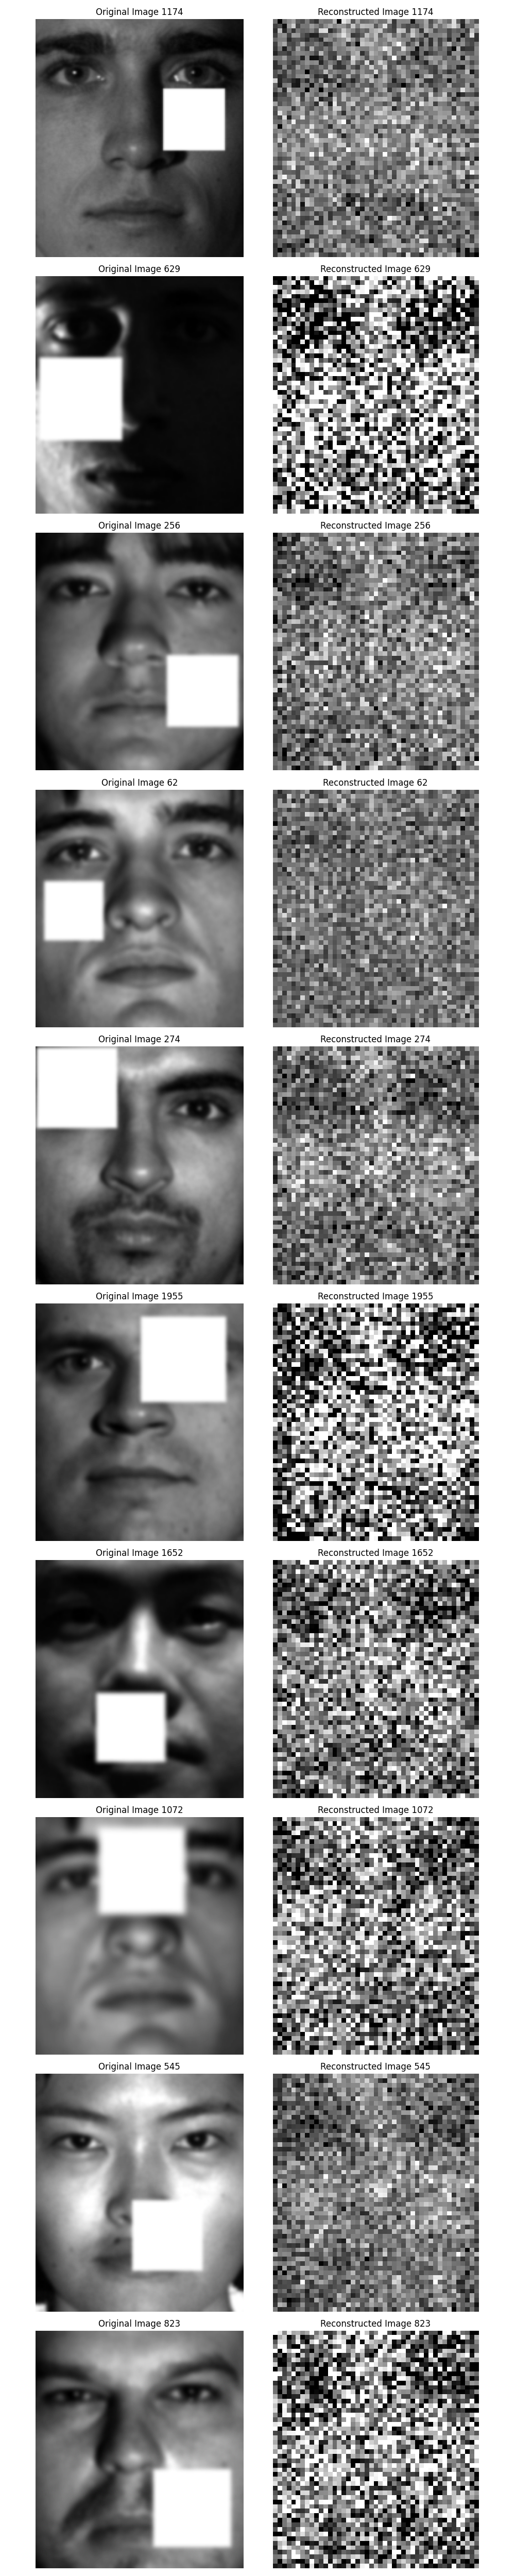 Original Image 1174
Reconstructed Image 1174
Original Image 629
Reconstructed Image 629
Original Image 256
Reconstructed Image 256
Original Image 62
Reconstructed Image 62
Original Image 274
Reconstructed Image 274
Original Image 1955
Reconstructed Image 1955
Original Image 1652
Reconstructed Image 1652
Original Image 1072
Reconstructed Image 1072
Original Image 545
Reconstructed Image 545
Original Image 823
Reconstructed Image 823